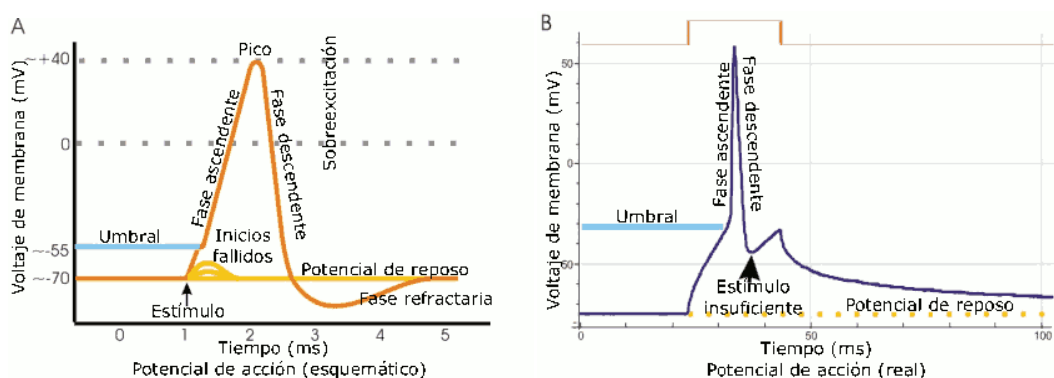 A
Voltaje de membrana (mV)
~+40
0
~-55
~-70
Pico
Fase ascendente
Fase descendente
Sobreexcitación
Umbral
Inicios
fallidos
Potencial de reposo
Estímulo
Fase refractaria
0 1 2 3 4 5
Tiempo (ms)
Potencial de acción (esquemático)
B
Voltaje de membrana (mV)
50
0
Fase ascendente
Fase descendente
Umbral
Estímulo
insuficiente
Potencial de reposo
0 50 100
Tiempo (ms)
Potencial de acción (real)